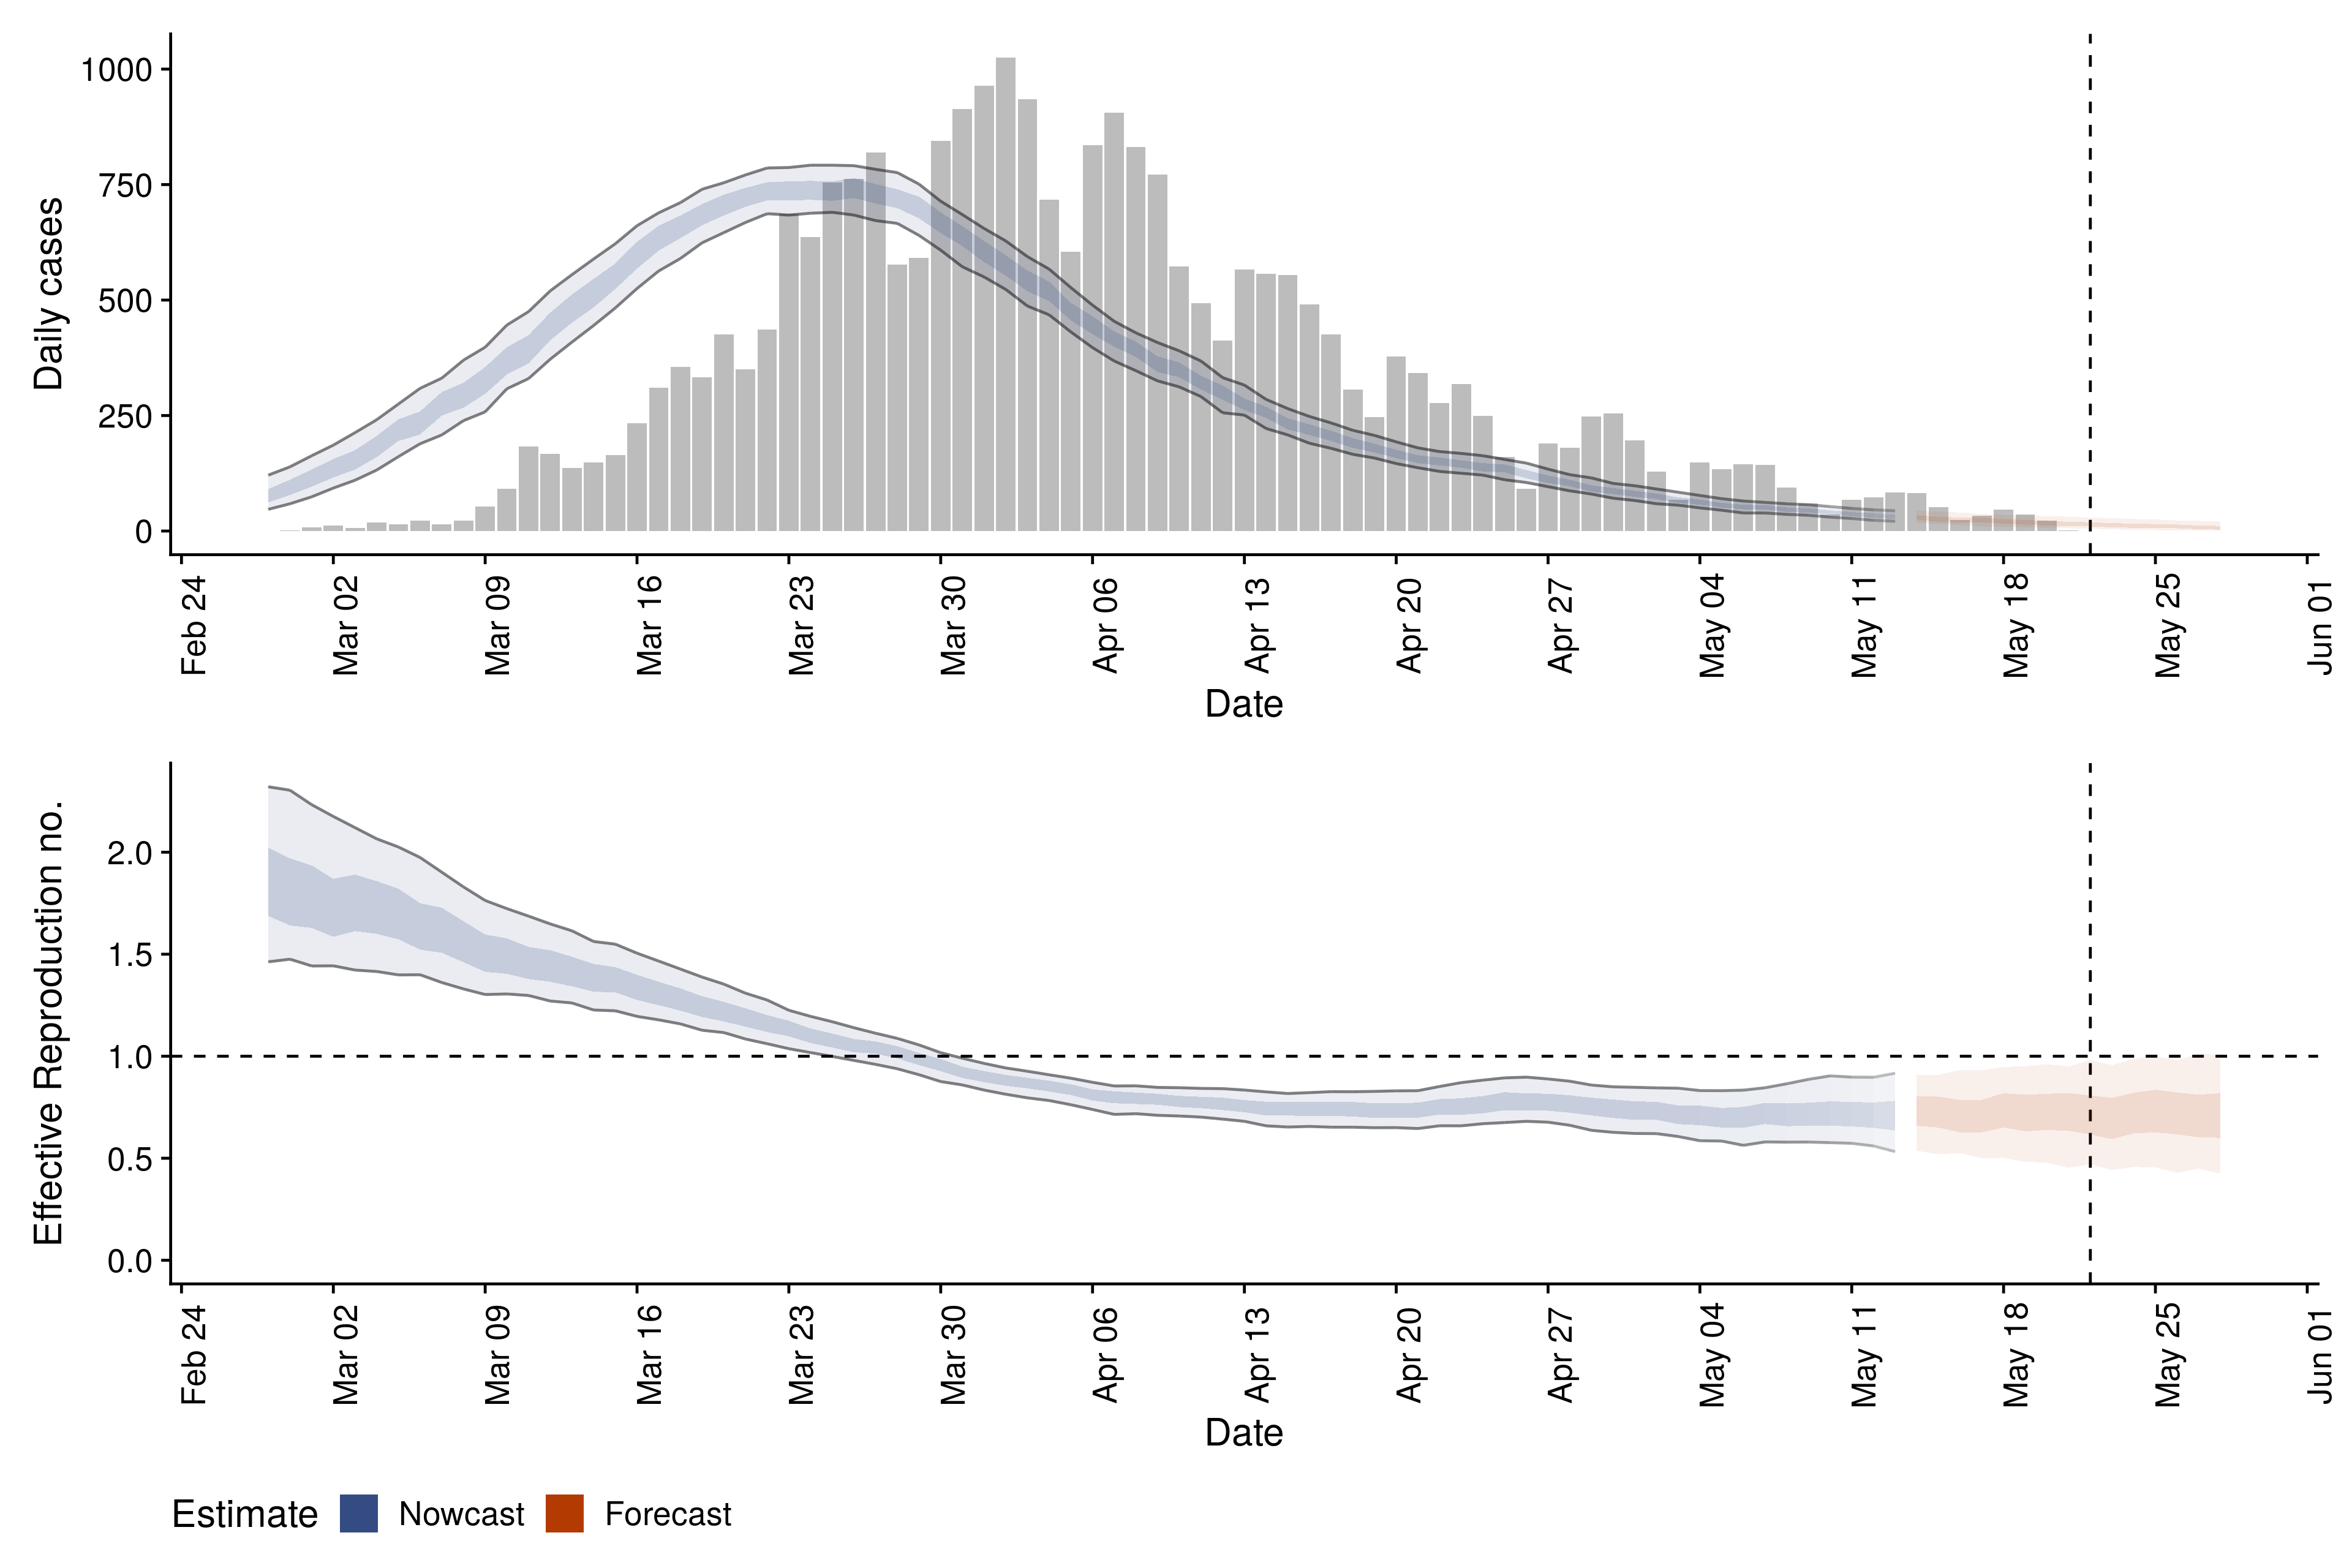 Daily cases
1000
750
500
250
0
Feb 24
Mar 02
Mar 09
Mar 16
Mar 23
Mar 30
Apr 06
Apr 13
Apr 20
Apr 27
May 04
May 11
May 18
May 25
Jun 01
Date
Effective Reproduction no.
2.0
1.5
1.0
0.5
0.0
Feb 24
Mar 02
Mar 09
Mar 16
Mar 23
Mar 30
Apr 06
Apr 13
Apr 20
Apr 27
May 04
May 11
May 18
May 25
Jun 01
Date
Estimate Nowcast Forecast